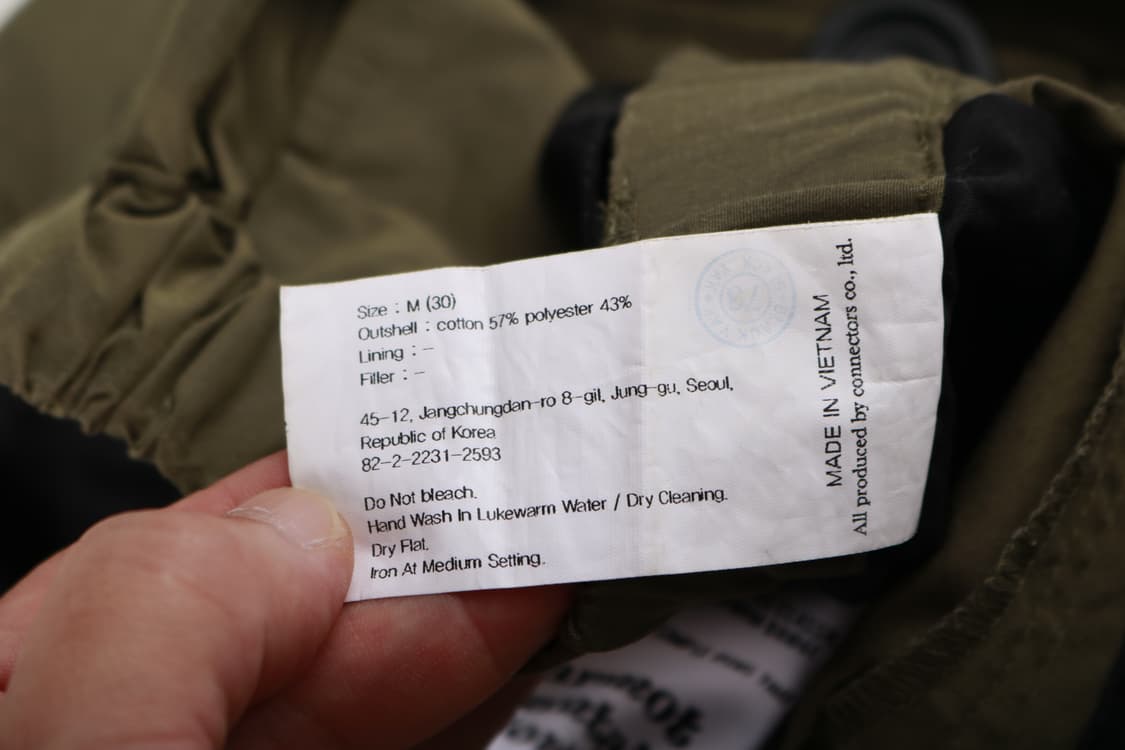 Size : M (30)
Outshell : cotton 57% polyester 43%
Lining : -
Filler : -
45-12, Jangchungdan-ro 8-gil, Jung-gu, Seoul,
Republic of Korea
82-2-2231-2593
Do Not bleach.
Hand Wash In Lukewarm Water / Dry Cleaning.
Dry Flat.
Iron At Medium Setting.
MADE IN VIETNAM
All produced by connectors co., ltd.